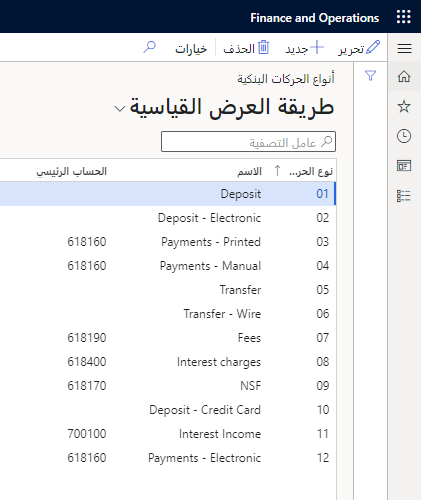 Finance and Operations
تحرير جديد الحذف خيارات
أنواع الحركات البنكية
طريقة العرض القياسية
عامل التصفية
نوع الحر... الاسم الحساب الرئيسي
01 Deposit
02 Deposit - Electronic
03 Payments - Printed 618160
04 Payments - Manual 618160
05 Transfer
06 Transfer - Wire
07 Fees 618190
08 Interest charges 618400
09 NSF 618170
10 Deposit - Credit Card
11 Interest Income 700100
12 Payments - Electronic 618160